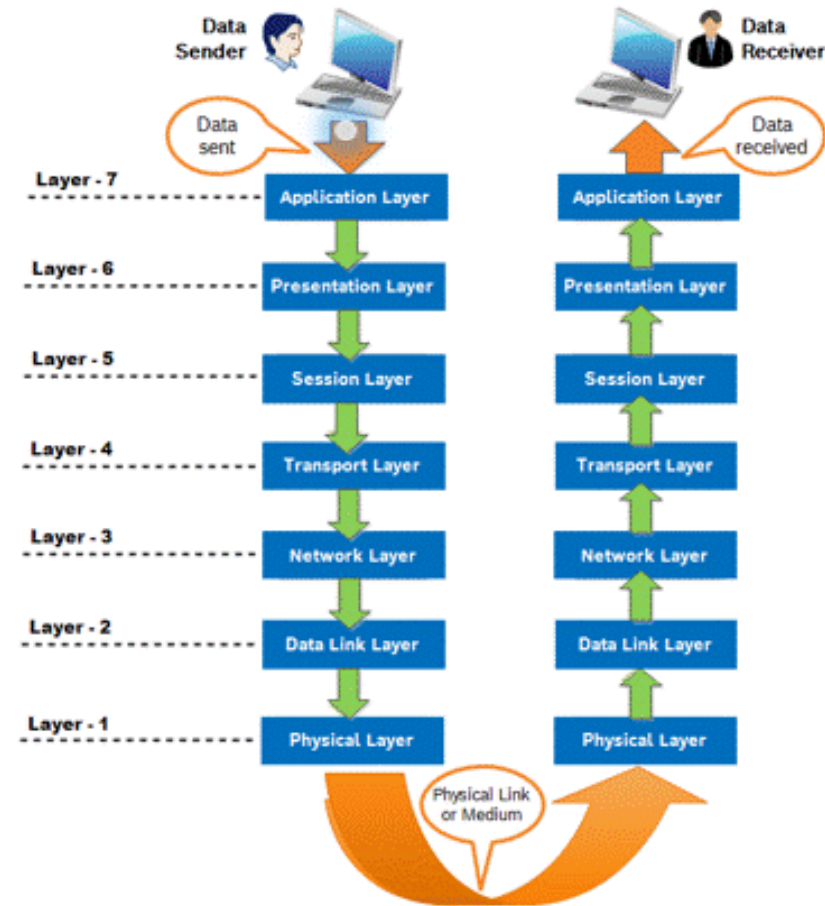 Data
Sender
Data
Receiver
Data
sent
Data
received
Layer - 7
Application Layer
Application Layer
Layer - 6
Presentation Layer
Presentation Layer
Layer - 5
Session Layer
Session Layer
Layer - 4
Transport Layer
Transport Layer
Layer - 3
Network Layer
Network Layer
Layer - 2
Data Link Layer
Data Link Layer
Layer - 1
Physical Layer
Physical Layer
Physical Link
or Medium